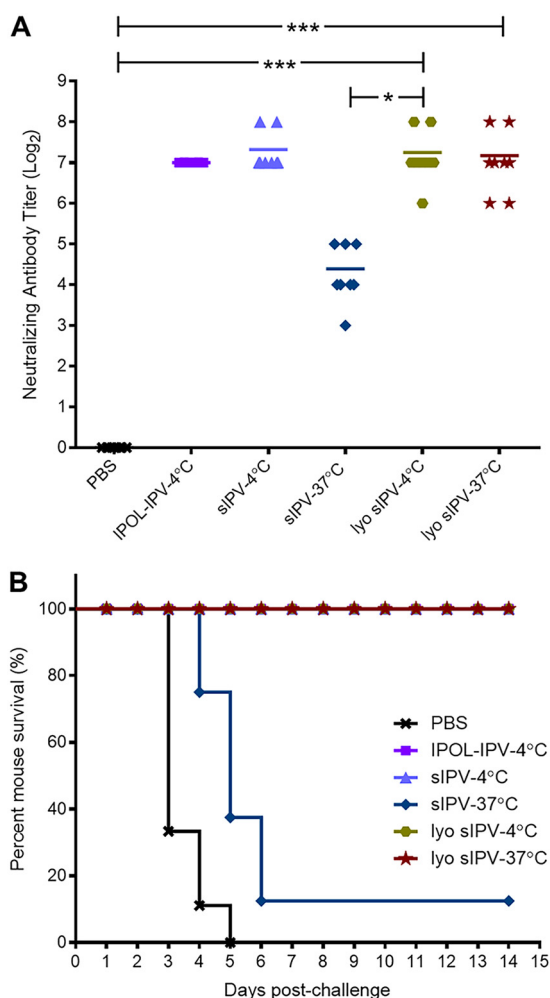 A
***
***
*
9
8
7
6
5
4
3
2
1
0
Neutralizing Antibody Titer (Log2)
PBS
IPOL-IPV-4°C
sIPV-4°C
sIPV-37°C
lyo sIPV-4°C
lyo sIPV-37°C
B
100
80
60
40
20
0
Percent mouse survival (%)
PBS
IPOL-IPV-4°C
sIPV-4°C
sIPV-37°C
lyo sIPV-4°C
lyo sIPV-37°C
0 1 2 3 4 5 6 7 8 9 10 11 12 13 14 15
Days post-challenge